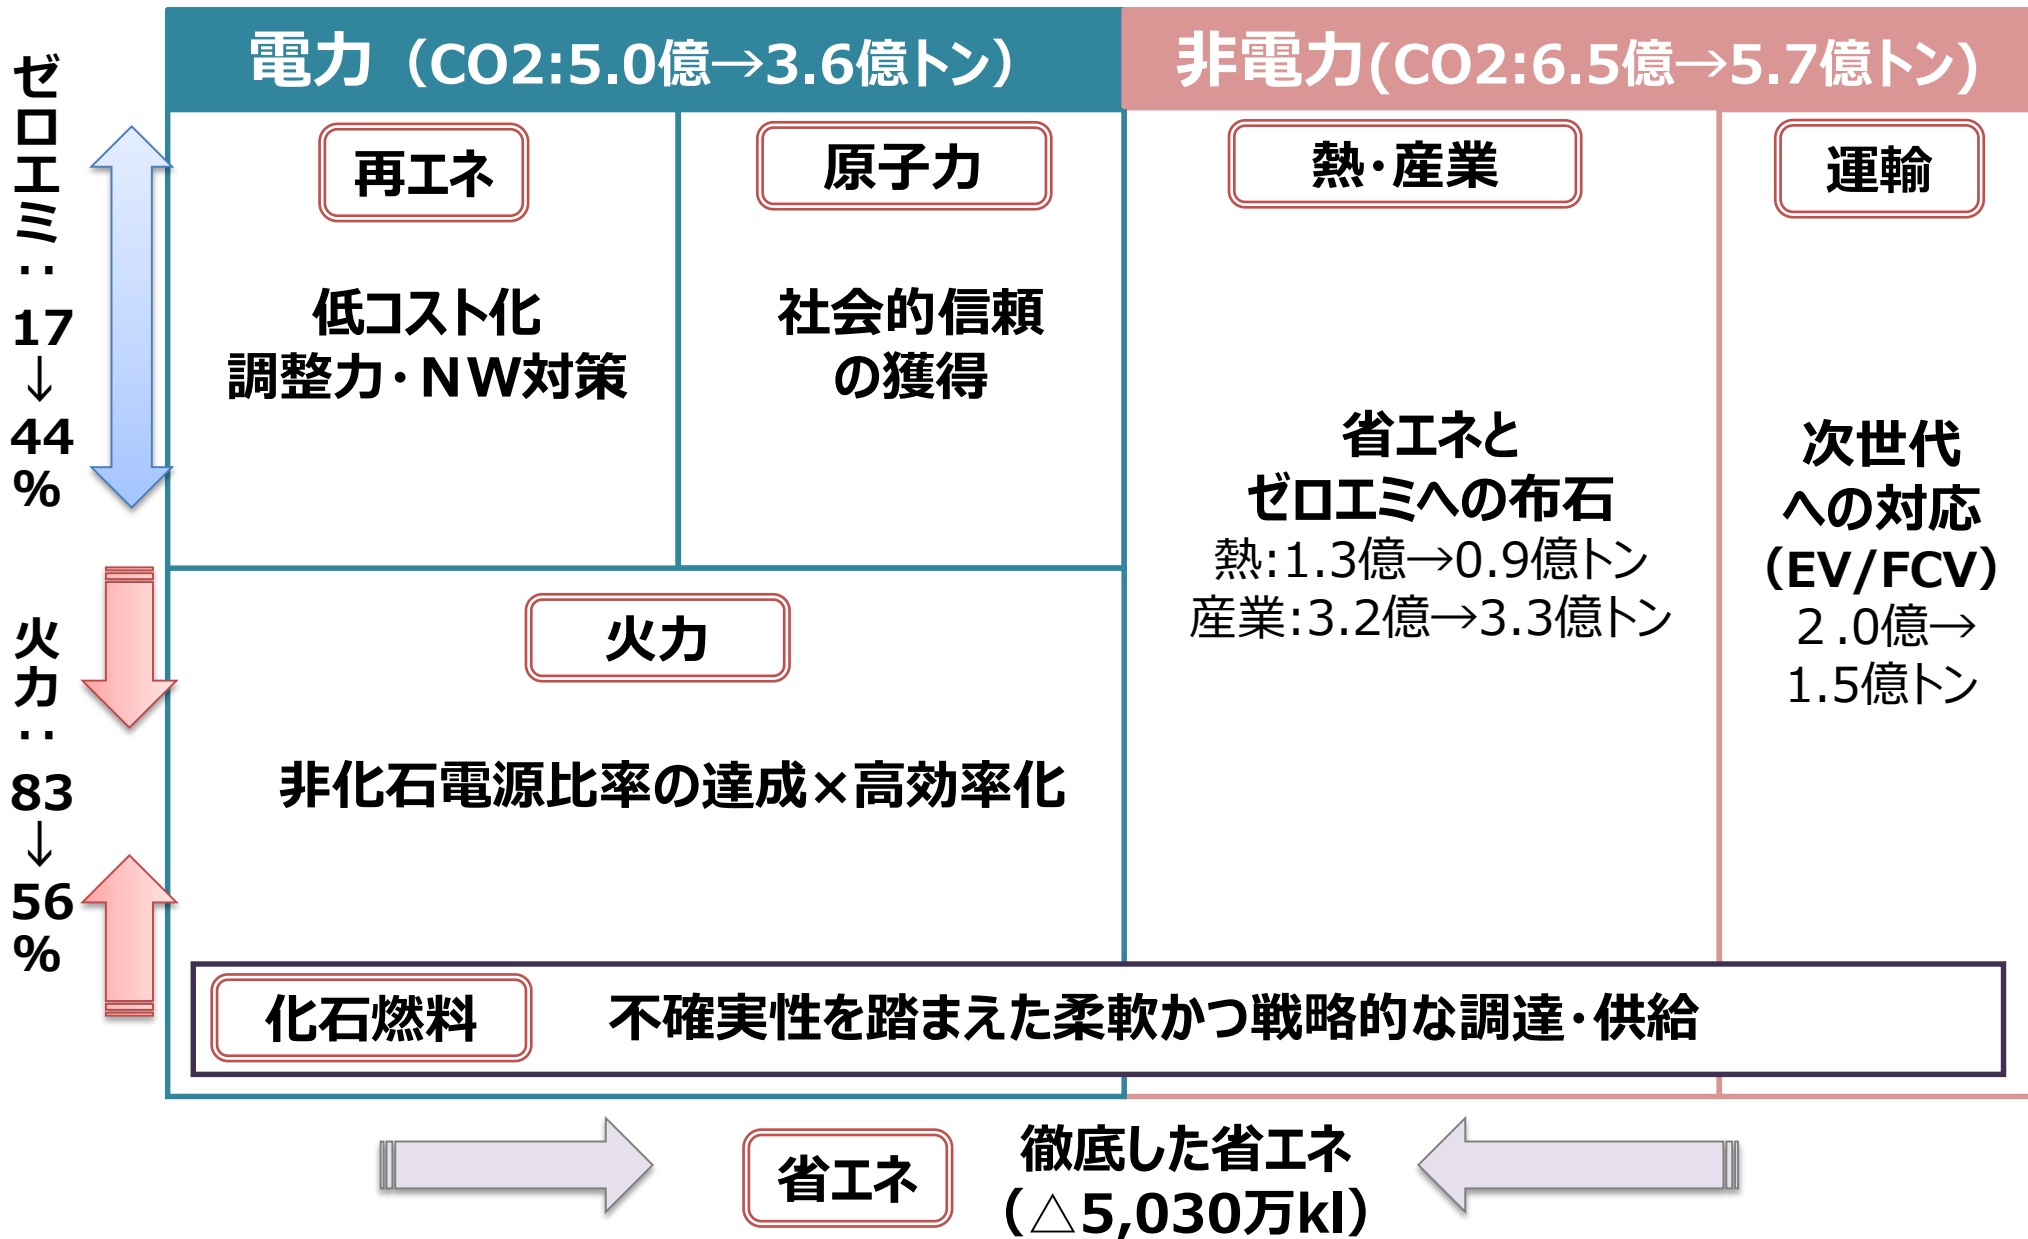 電力（CO2:5.0億→3.6億トン）
非電力(CO2:6.5億→5.7億トン)
ゼロエミ：
17
↓
44
%
火力：
83
↓
56
%
再エネ
低コスト化
調整力・NW対策
原子力
社会的信頼
の獲得
火力
非化石電源比率の達成×高効率化
熱・産業
省エネと
ゼロエミへの布石
熱:1.3億→0.9億トン
産業:3.2億→3.3億トン
運輸
次世代
への対応
（EV/FCV）
２.0億→
1.5億トン
化石燃料
不確実性を踏まえた柔軟かつ戦略的な調達・供給
省エネ
徹底した省エネ
（△5,030万kl）